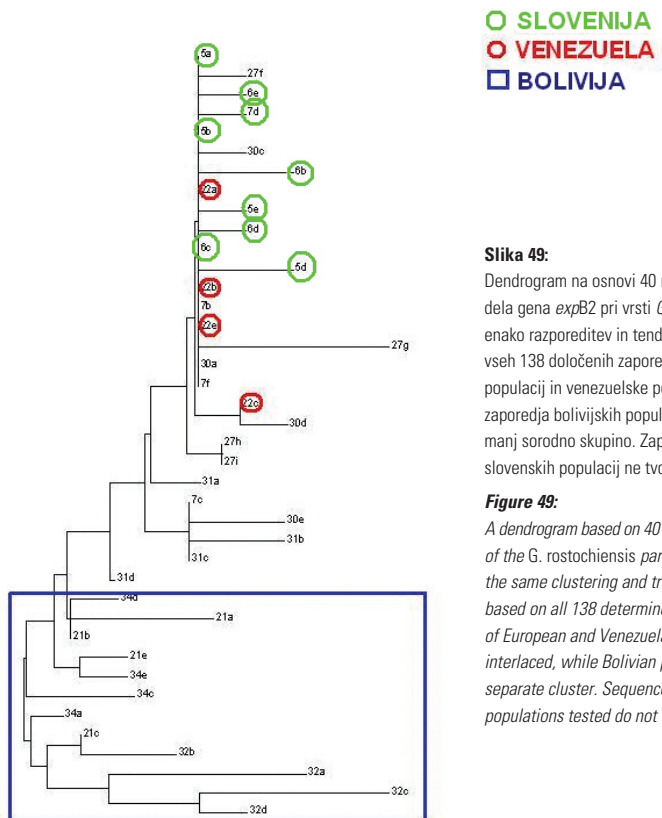 SLOVENIJA
VENEZUELA
BOLIVIJA
5a
27f
6e
7d
5b
30c
6b
22a
5e
6d
6c
5d
22b
7b
22e
27g
30a
7f
22c
30d
27h
27i
31a
7c
30e
31b
31c
31d
34d
21a
21b
21e
34e
34c
34a
21c
32b
32a
32c
32d
Slika 49:
Dendrogram na osnovi 40
dela gena expB2 pri vrsti
enako razporeditev in tend
vseh 138 določenih zapore
populacij in venezuelske po
zaporedja bolivijskih popul
manj sorodno skupino. Zap
slovenskih populacij ne tvo
Figure 49:
A dendrogram based on 40
of the G. rostochiensis par
the same clustering and tr
based on all 138 determin
of European and Venezuel
interlaced, while Bolivian p
separate cluster. Sequence
populations tested do not